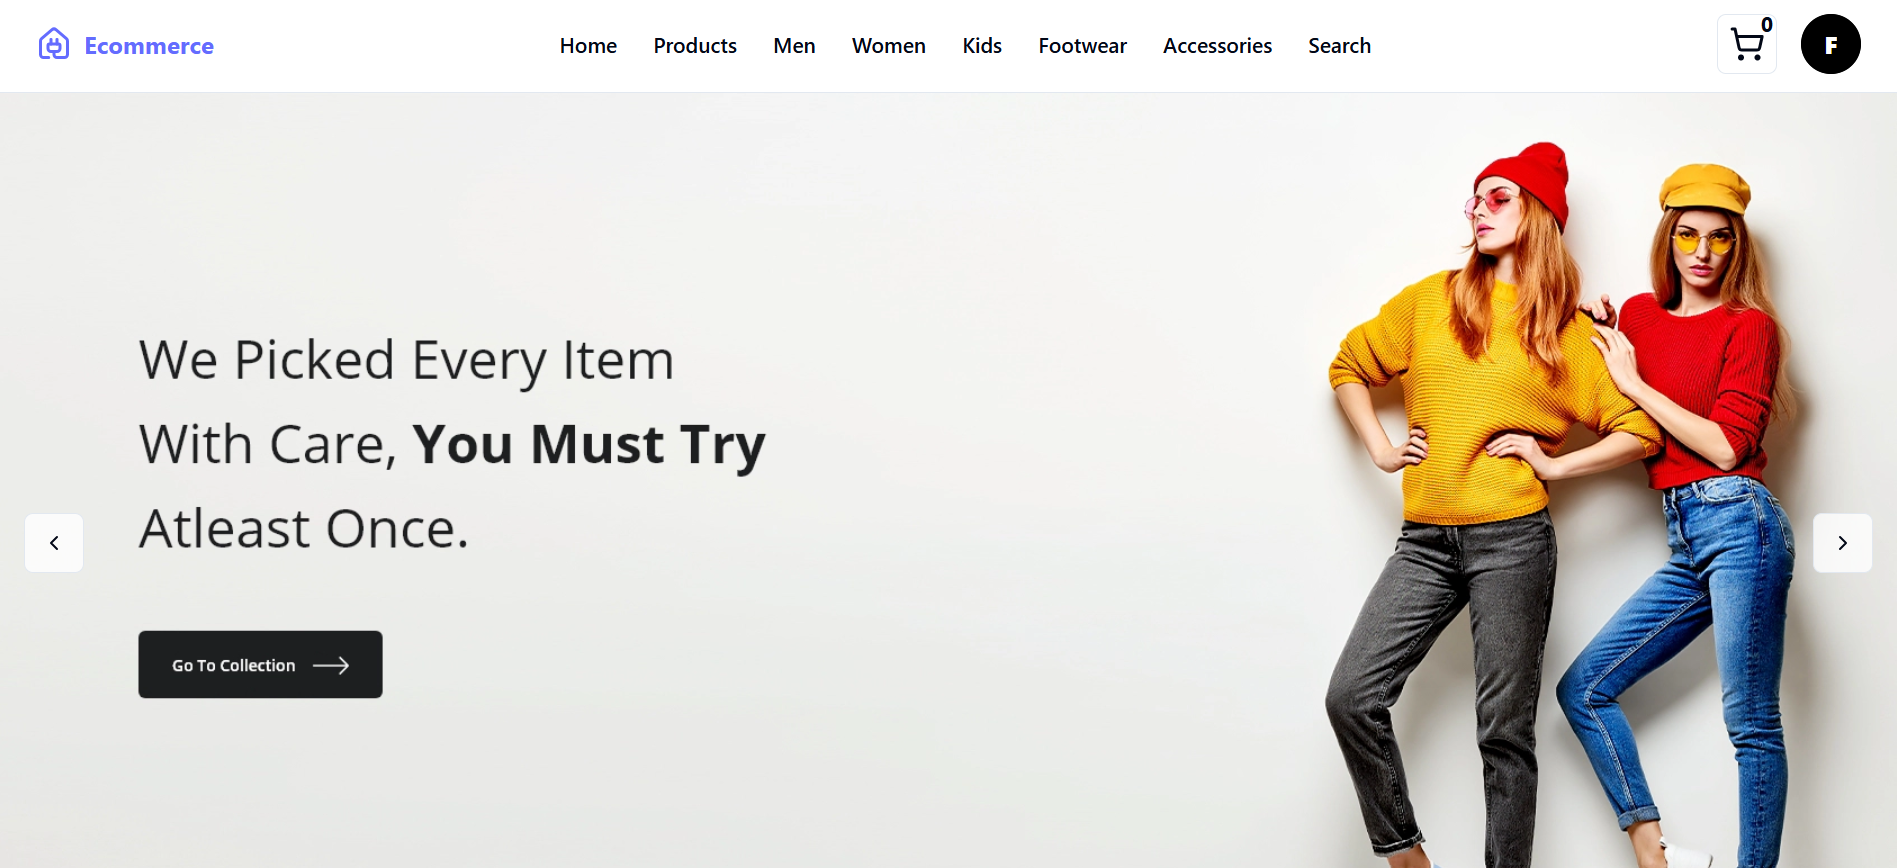 Ecommerce
Home Products Men Women Kids Footwear Accessories Search
0
F
We Picked Every Item
With Care, You Must Try
Atleast Once.
Go To Collection